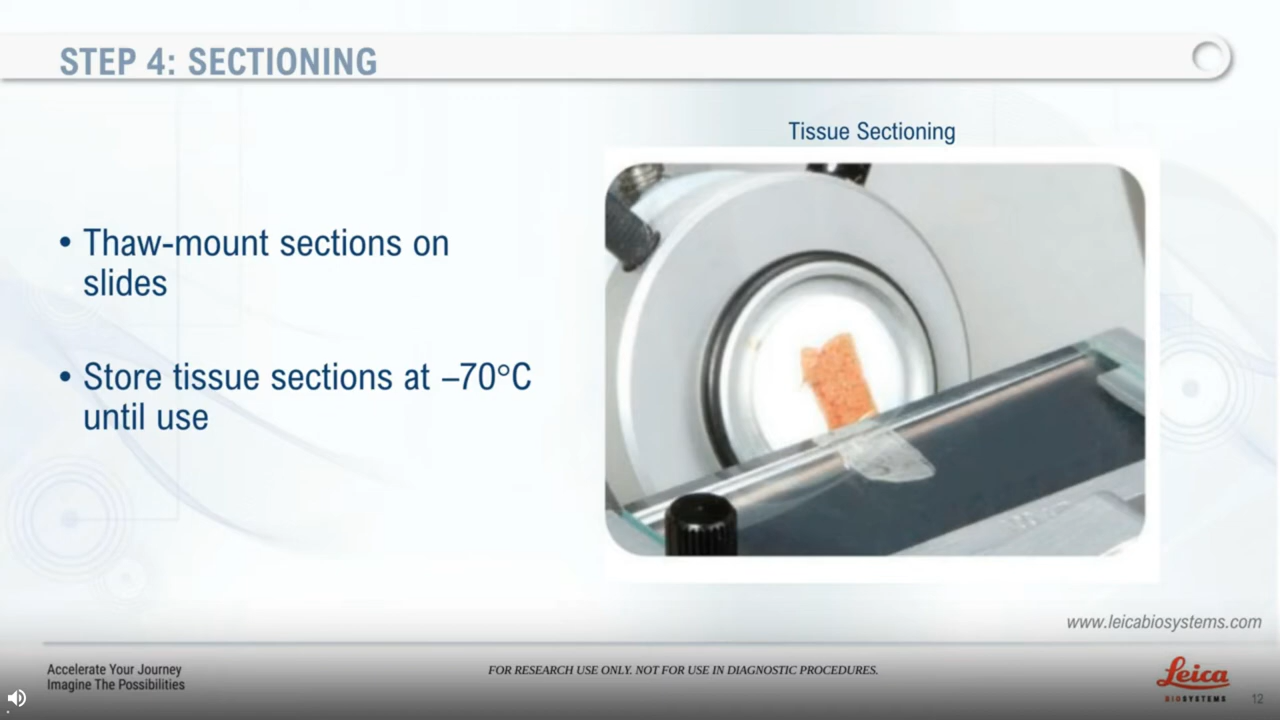 STEP 4: SECTIONING
Tissue Sectioning
• Thaw-mount sections on
slides
• Store tissue sections at –70°C
until use
www.leicabiosystems.com
Accelerate Your Journey
Imagine The Possibilities
FOR RESEARCH USE ONLY. NOT FOR USE IN DIAGNOSTIC PROCEDURES.
Leica
BIOSYSTEMS
12